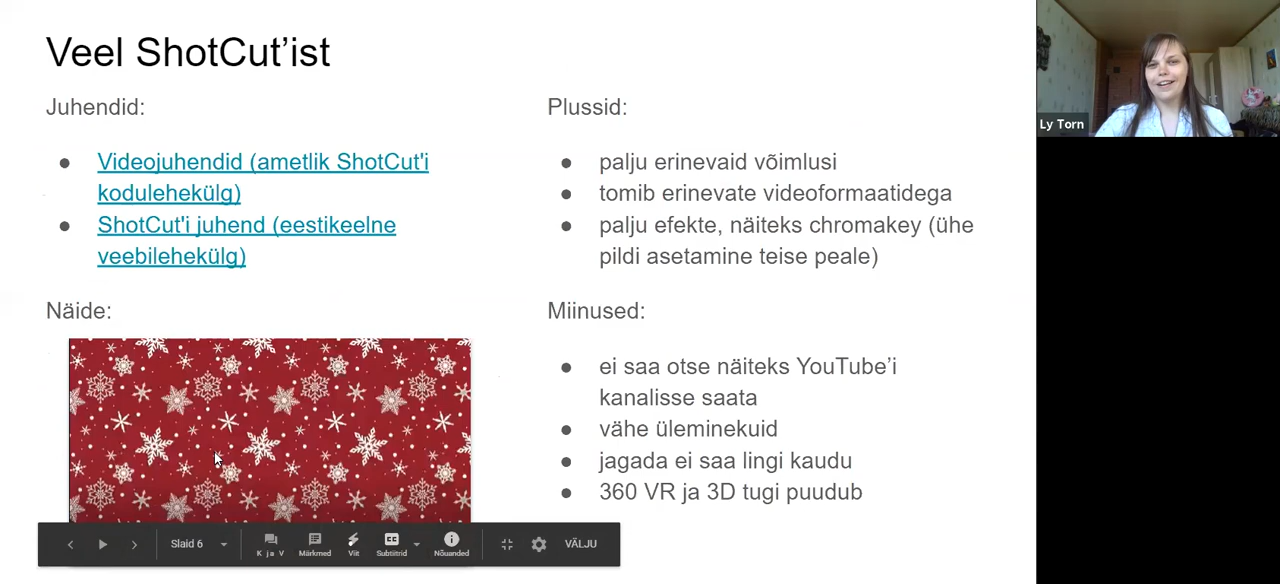 Veel ShotCut’ist
Juhendid:
● Videojuhendid (ametlik ShotCut'i
kodulehekülg)
● ShotCut'i juhend (eestikeelne
veebilehekülg)
Näide:
Plussid:
● palju erinevaid võimlusi
● tomib erinevate videoformaatidega
● palju efekte, näiteks chromakey (ühe
pildi asetamine teise peale)
Miinused:
● ei saa otse näiteks YouTube’i
kanalisse saata
● vähe üleminekuid
● jagada ei saa lingi kaudu
● 360 VR ja 3D tugi puudub
Ly Torn
Slaid 6
K ja V
Märkmed
Viit
Subtiitrid
Nõuanded
VÄLJU